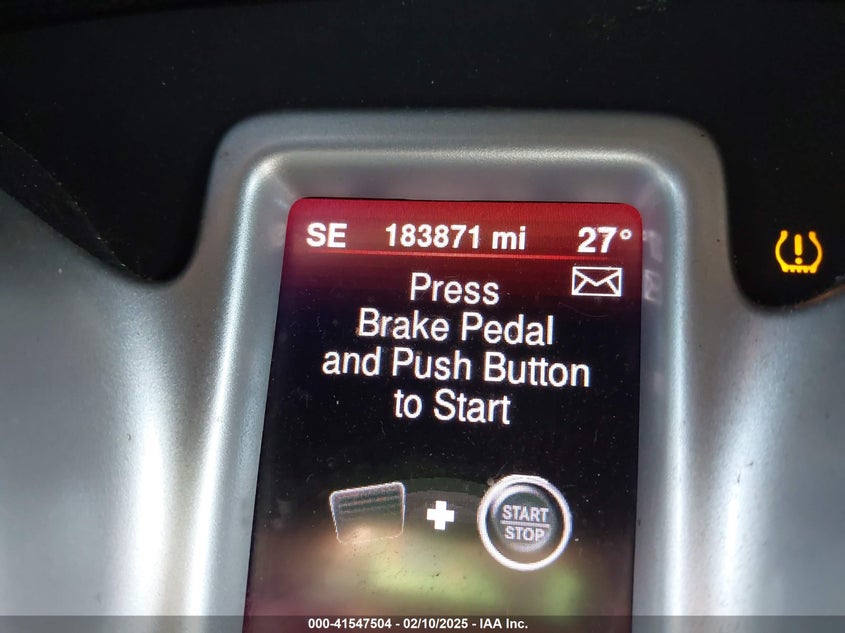 SE 183871 mi 27°
Press
Brake Pedal
and Push Button
to Start
START
STOP
000-41547504 - 02/10/2025 - IAA Inc.